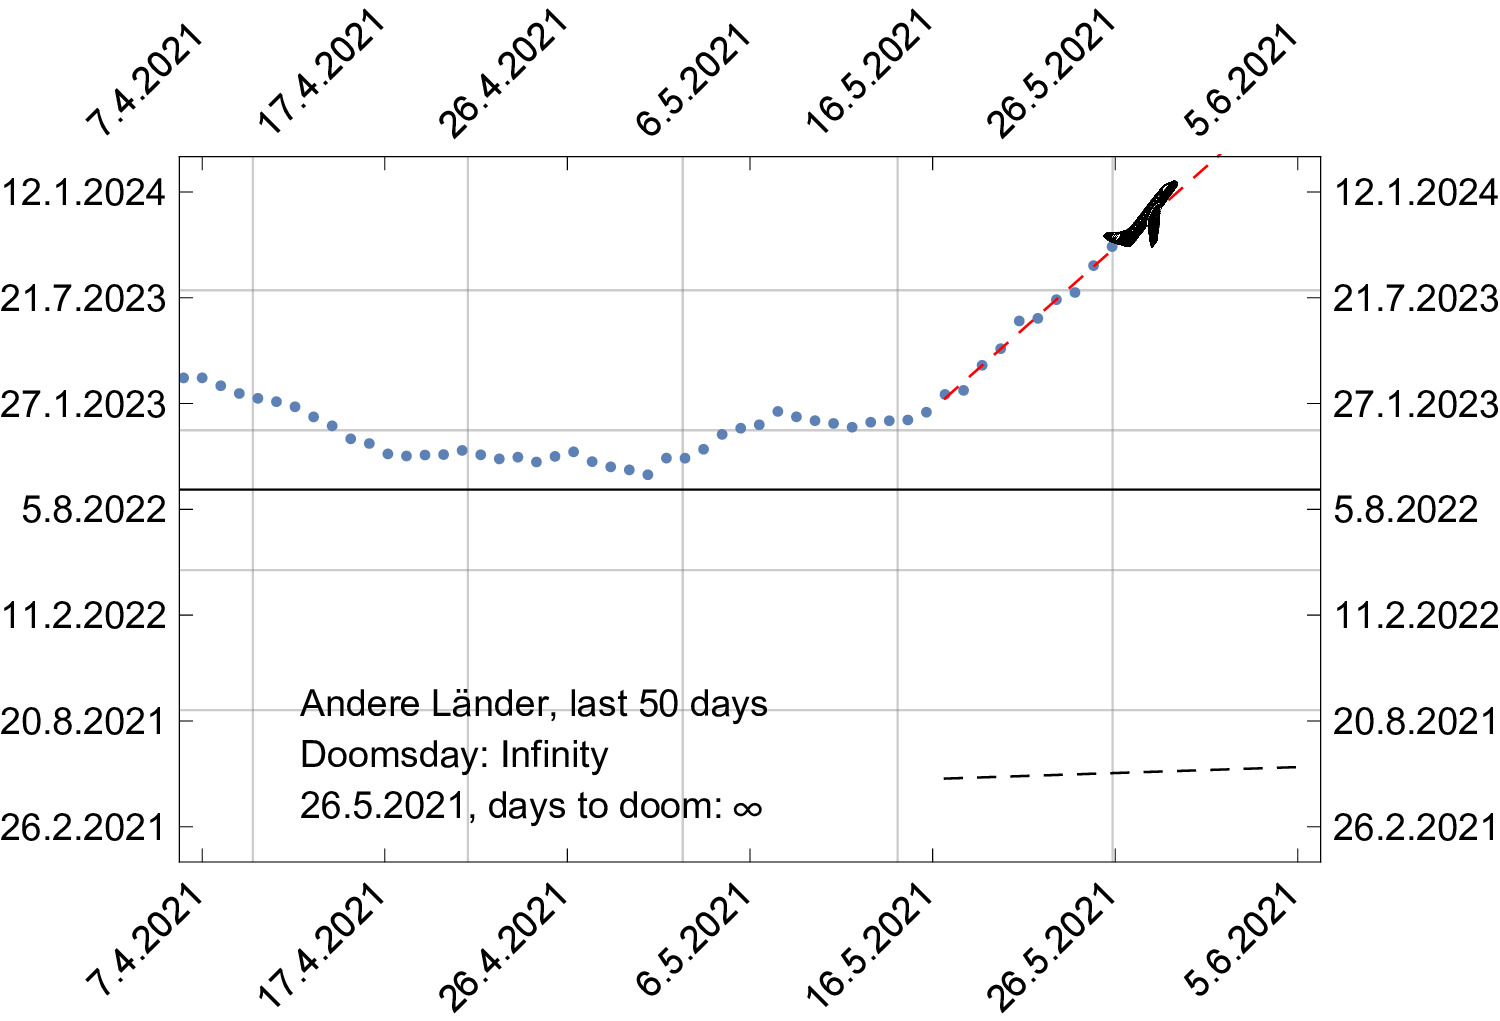 7.4.2021 17.4.2021 26.4.2021 6.5.2021 16.5.2021 26.5.2021 5.6.2021
12.1.2024 12.1.2024
21.7.2023 21.7.2023
27.1.2023 27.1.2023
5.8.2022 5.8.2022
11.2.2022 11.2.2022
Andere Länder, last 50 days
20.8.2021 20.8.2021
Doomsday: Infinity
26.5.2021, days to doom: ∞
26.2.2021 26.2.2021
7.4.2021 17.4.2021 26.4.2021 6.5.2021 16.5.2021 26.5.2021 5.6.2021